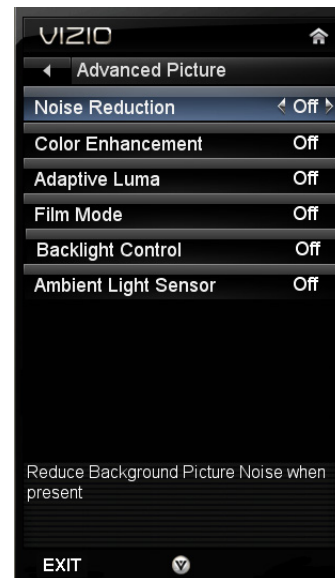 VIZIO
Advanced Picture
Noise Reduction Off
Color Enhancement Off
Adaptive Luma Off
Film Mode Off
Backlight Control Off
Ambient Light Sensor Off
Reduce Background Picture Noise when
present
EXIT